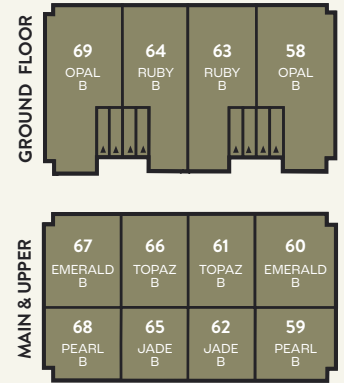 GROUND FLOOR
69 64 63 58
OPAL RUBY RUBY OPAL
B B B B
MAIN & UPPER
67 66 61 60
EMERALD TOPAZ TOPAZ EMERALD
B B B B
68 65 62 59
PEARL JADE JADE PEARL
B B B B